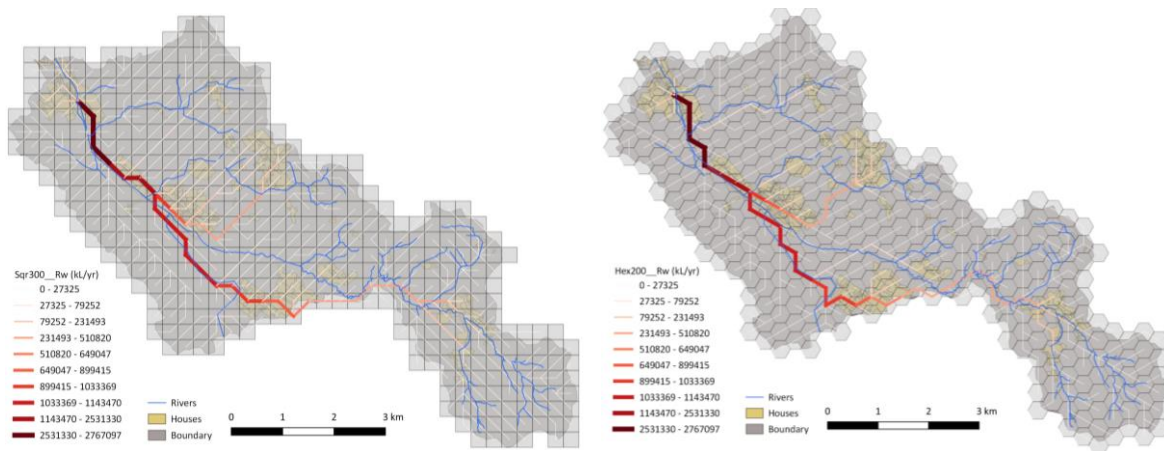 Sqr300__Rw (kL/yr)
0 - 27325
27325 - 79252
79252 - 231493
231493 - 510820
510820 - 649047
649047 - 899415
899415 - 1033369
1033369 - 1143470
1143470 - 2531330
2531330 - 2767097
Rivers
Houses
Boundary
0 1 2 3 km
Hex200__Rw (kL/yr)
0 - 27325
27325 - 79252
79252 - 231493
231493 - 510820
510820 - 649047
649047 - 899415
899415 - 1033369
1033369 - 1143470
1143470 - 2531330
2531330 - 2767097
Rivers
Houses
Boundary
0 1 2 3 km